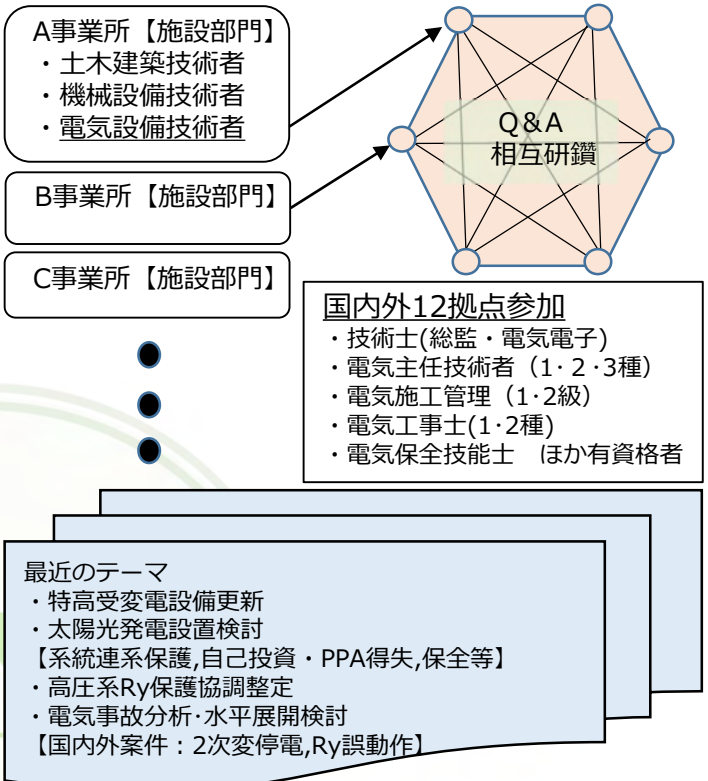 A事業所【施設部門】
・土木建築技術者
・機械設備技術者
・電気設備技術者
B事業所【施設部門】
C事業所【施設部門】
Q&A
相互研鑽
国内外12拠点参加
・技術士(総監・電気電子)
・電気主任技術者（1・2・3種）
・電気施工管理（1・2級）
・電気工事士(1・2種)
・電気保全技能士　ほか有資格者
最近のテーマ
・特高受変電設備更新
・太陽光発電設置検討
【系統連系保護,自己投資・PPA得失,保全等】
・高圧系Ry保護協調整定
・電気事故分析・水平展開検討
【国内外案件：2次変停電,Ry誤動作】